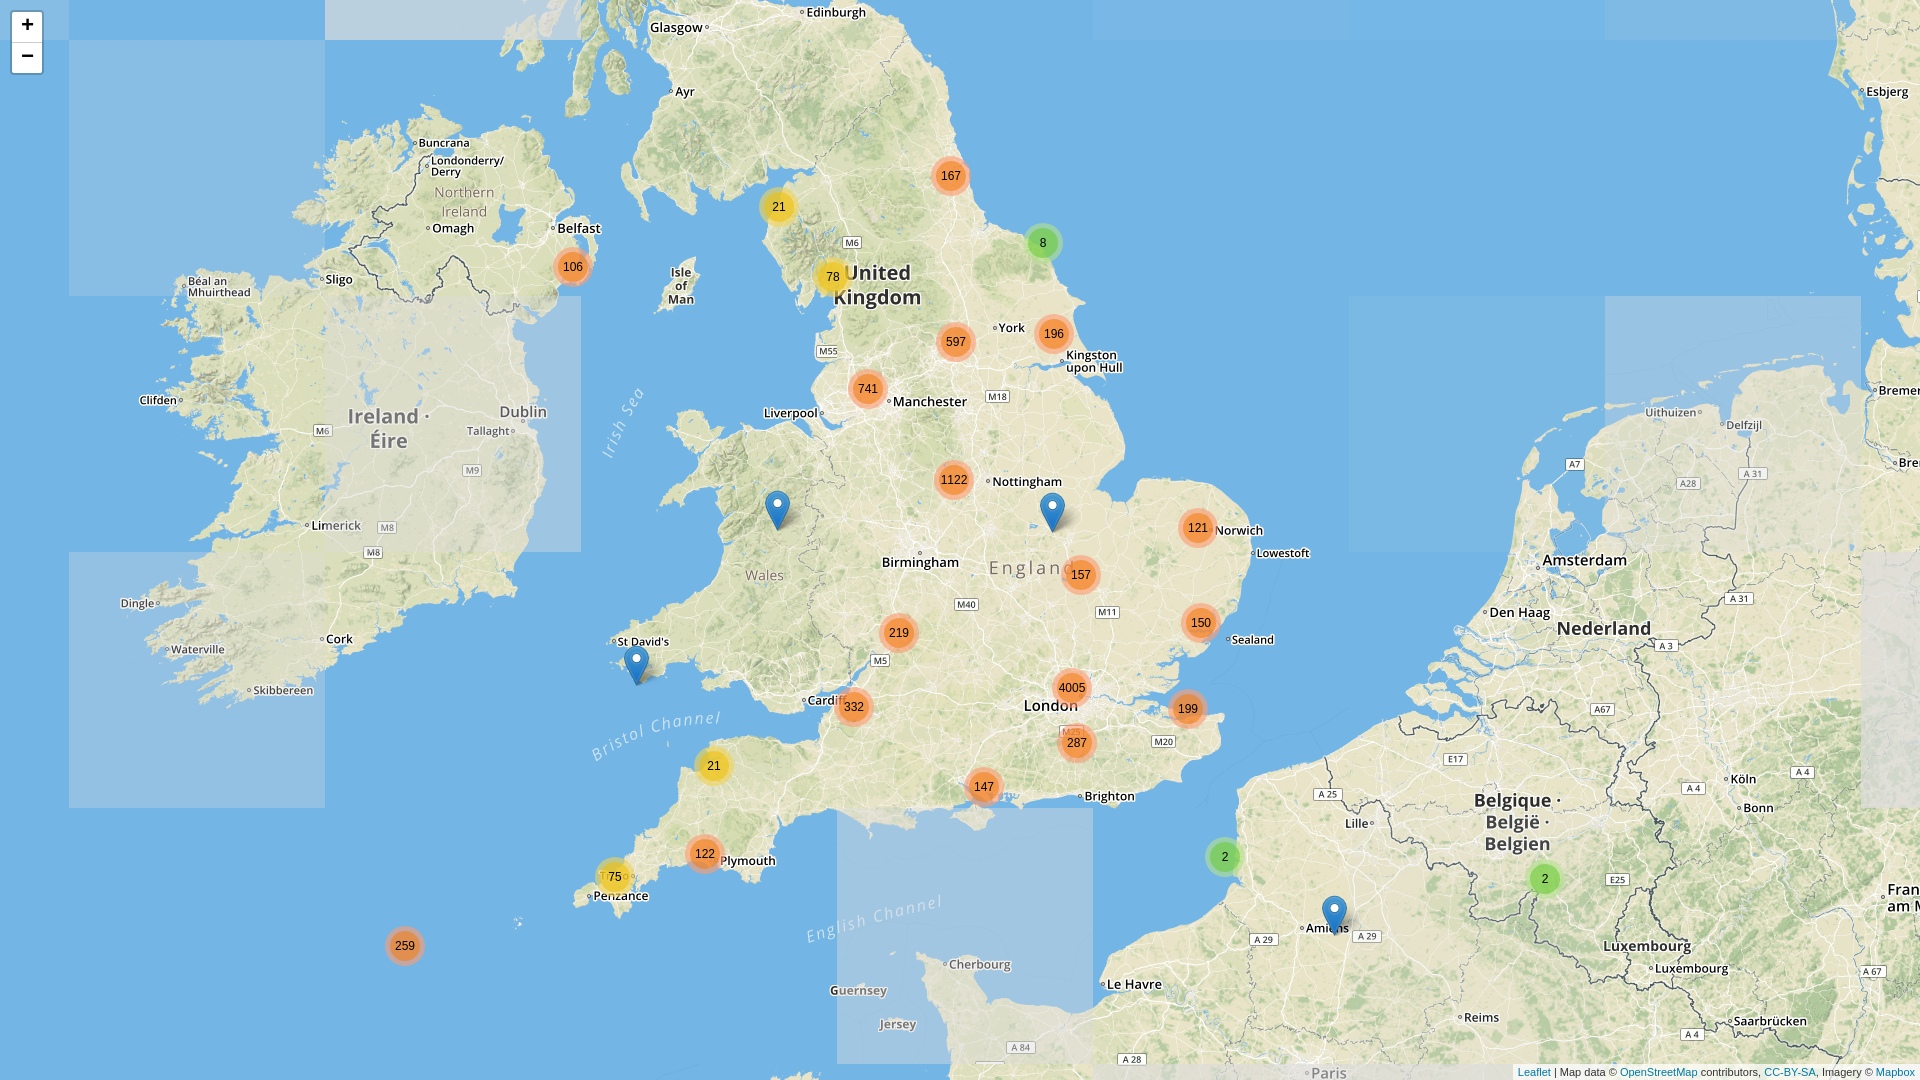 +
−
Edinburgh
Glasgow
Ayr
Esbjerg
Buncrana
Londonderry/
Derry
Northern
Ireland
Omagh
Belfast
167
21
8
M6
106
78
United
Kingdom
Isle
of
Man
Sligo
Béal an
Mhuirthead
York
196
597
M55
Kingston
upon Hull
741
Manchester
M18
Liverpool
Clifden
Ireland ·
Éire
Dublin
Tallaght
M6
M9
Irish Sea
Uithuizen
Delfzijl
Bremer
Bre
A7
A 31
A28
1122
Nottingham
121
Norwich
Lowestoft
Limerick
M8
M8
Birmingham
England
157
Wales
Amsterdam
A 31
Den Haag
Nederland
Dingle
M40
M11
150
Sealand
219
M5
St David's
Cork
Waterville
Skibbereen
A 3
4005
London
Cardiff
332
199
A67
M25
287
M20
E17
Bristol Channel
21
147
Brighton
A 25
Lille
Köln
A 4
A 4
Bonn
Belgique ·
België ·
Belgien
122
Plymouth
75
Penzance
2
2
E25
Fran
am M
English Channel
Amiens
A 29
A 29
259
Luxembourg
Luxembourg
A 67
Cherbourg
Le Havre
Guernsey
Jersey
Reims
Saarbrücken
A 4
A 84
A 28
Paris
Leaflet | Map data © OpenStreetMap contributors, CC-BY-SA, Imagery © Mapbox